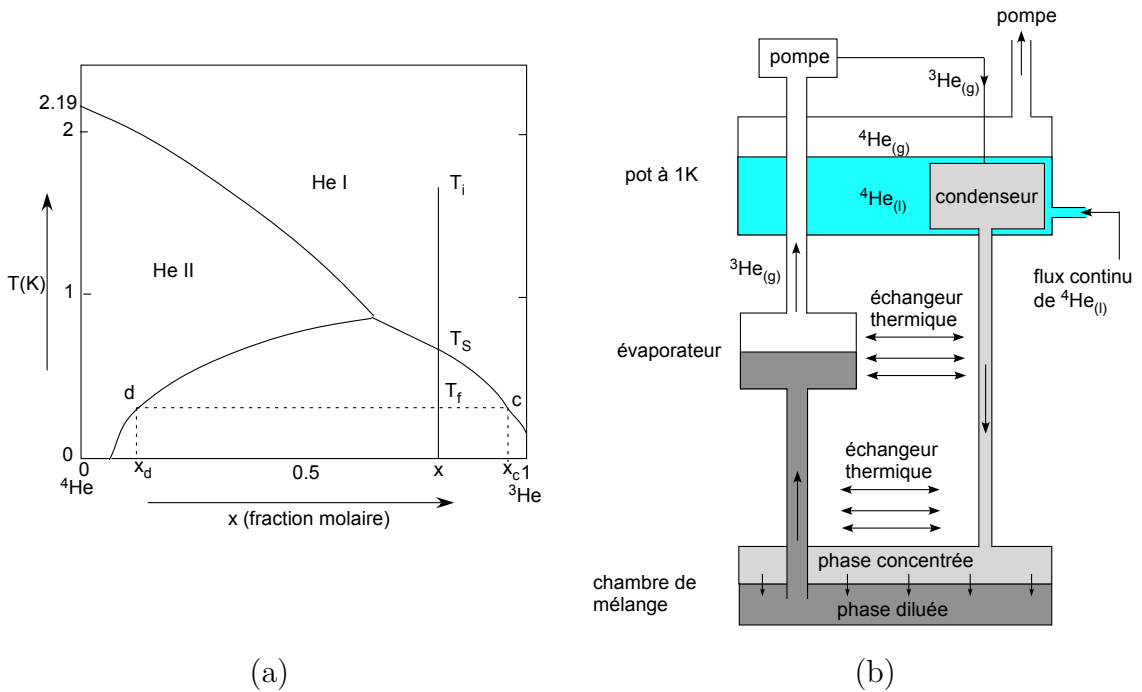 2.19
2
He I
T_i
He II
T(K)
1
T_S
d
T_f
c
0
0
x_d
0.5
x
x_c
1
⁴He
³He
x (fraction molaire)
(a)
pompe
pompe
³He(g)
⁴He(g)
pot à 1K
⁴He(l)
condenseur
³He(g)
flux continu
de ⁴He(l)
échangeur
thermique
évaporateur
échangeur
thermique
phase concentrée
chambre de
mélange
phase diluée
(b)